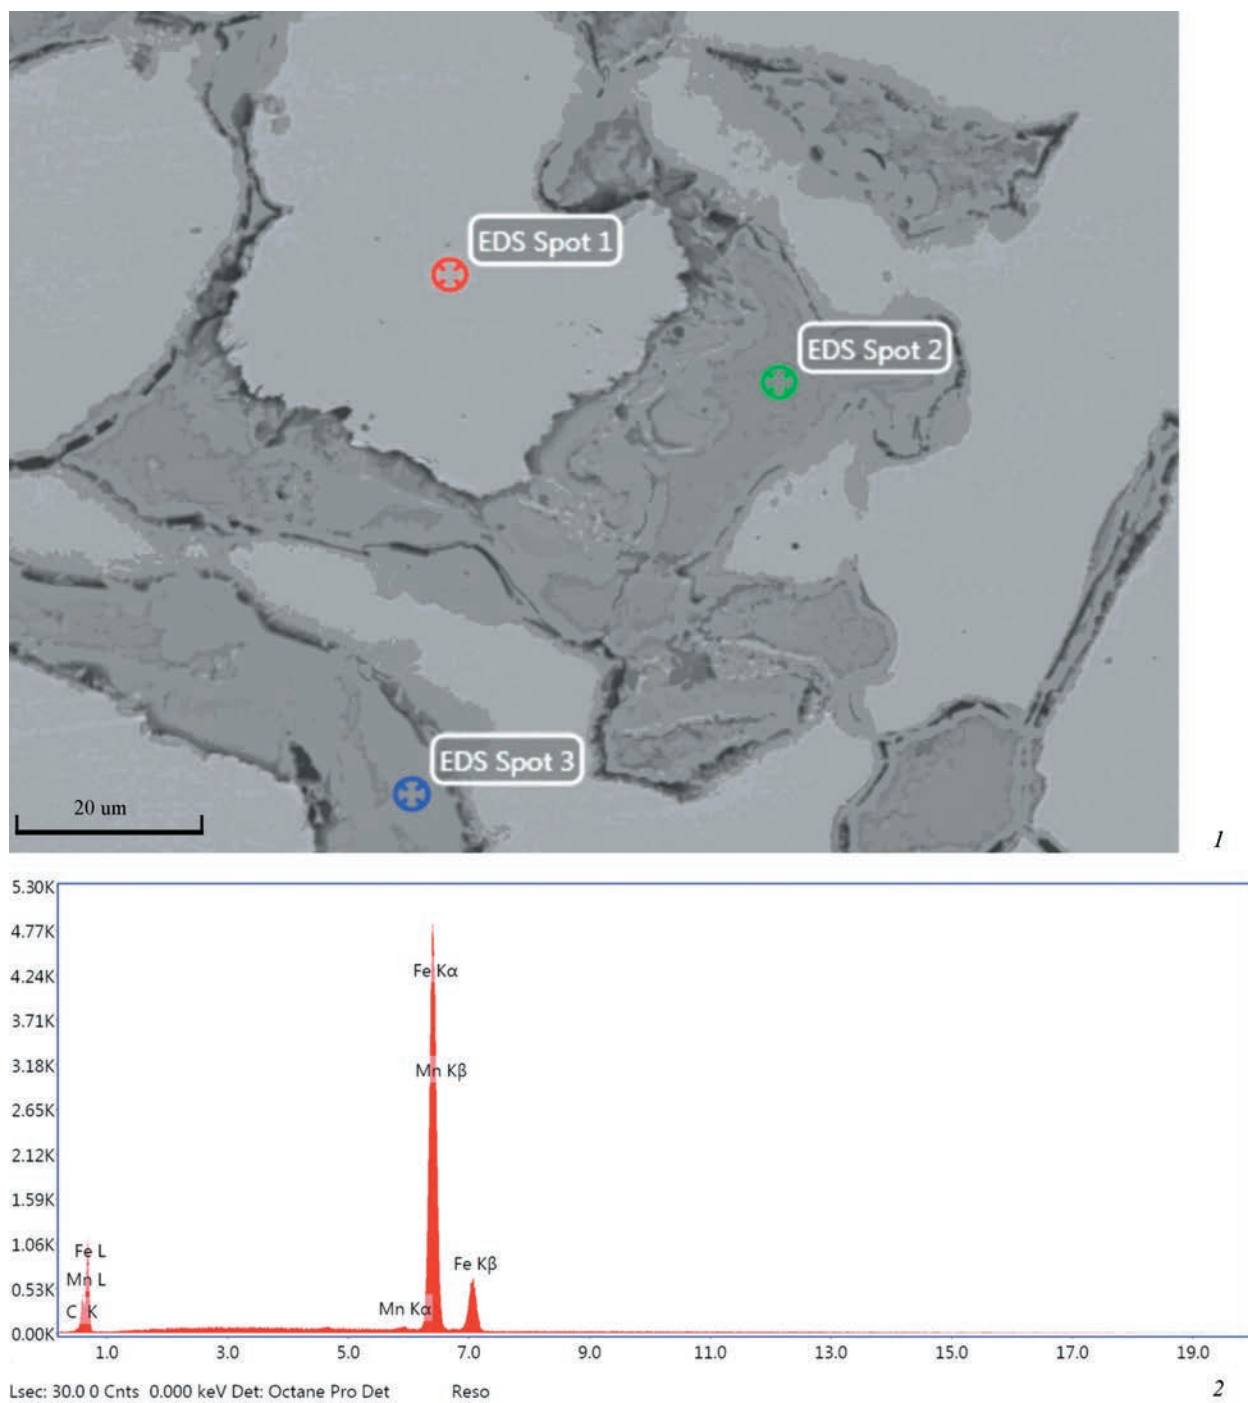 EDS Spot 1
EDS Spot 2
EDS Spot 3
20 um
1
5.30K
4.77K
4.24K
3.71K
3.18K
2.65K
2.12K
1.59K
1.06K
0.53K
0.00K
Fe Kα
Mn Kβ
Fe L
Mn L
C K
Mn Kα
Fe Kβ
1.0 3.0 5.0 7.0 9.0 11.0 13.0 15.0 17.0 19.0
Lsec: 30.0 0 Cnts 0.000 keV Det: Octane Pro Det Reso
2